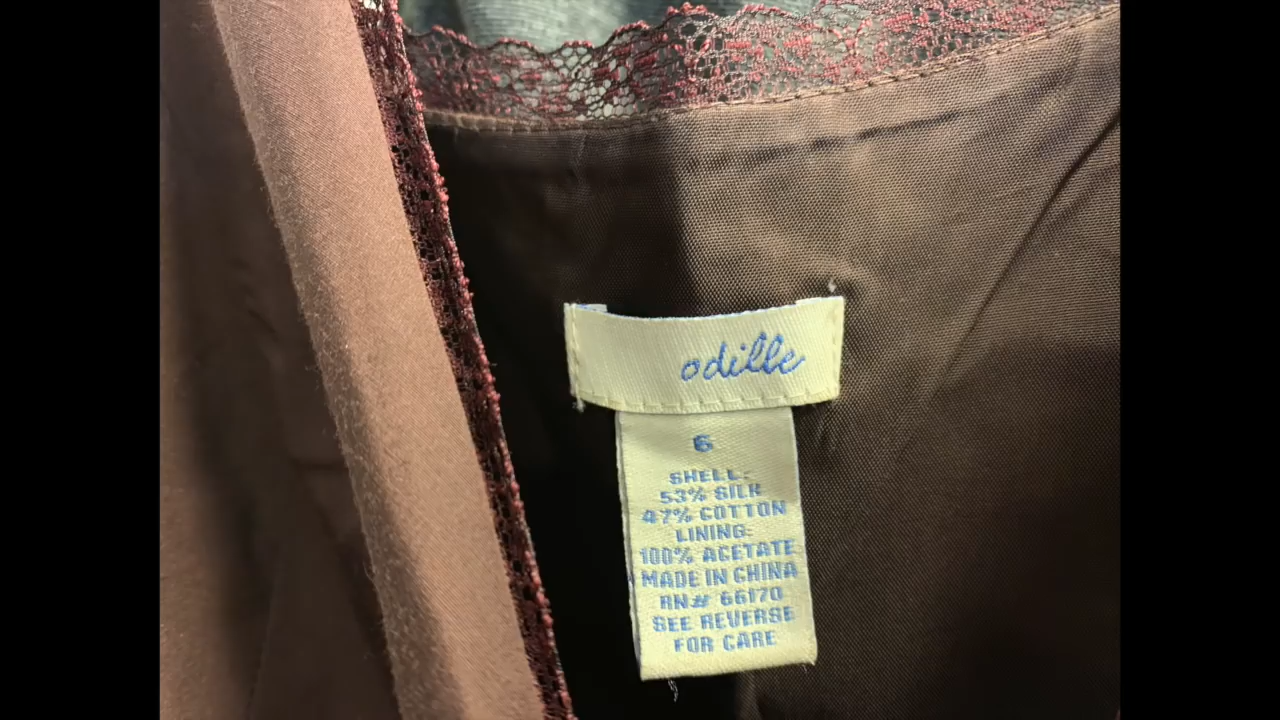 odille
6
SHELL:
53% SILK
47% COTTON
LINING:
100% ACETATE
MADE IN CHINA
RN# 66170
SEE REVERSE
FOR CARE